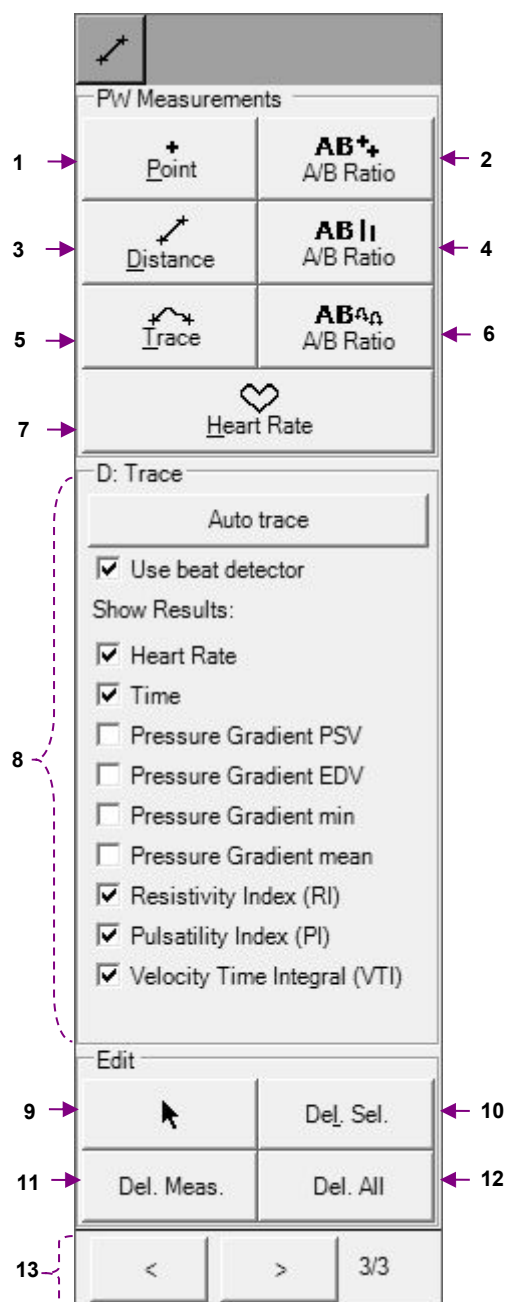 PW Measurements
1 Point AB A/B Ratio 2
3 Distance AB A/B Ratio 4
5 Trace AB A/B Ratio 6
7 Heart Rate
D: Trace
Auto trace
Use beat detector
Show Results:
Heart Rate
Time
Pressure Gradient PSV
8 Pressure Gradient EDV
Pressure Gradient min
Pressure Gradient mean
Resistivity Index (RI)
Pulsatility Index (PI)
Velocity Time Integral (VTI)
Edit
9 Del. Sel. 10
11 Del. Meas. Del. All 12
13 < > 3/3